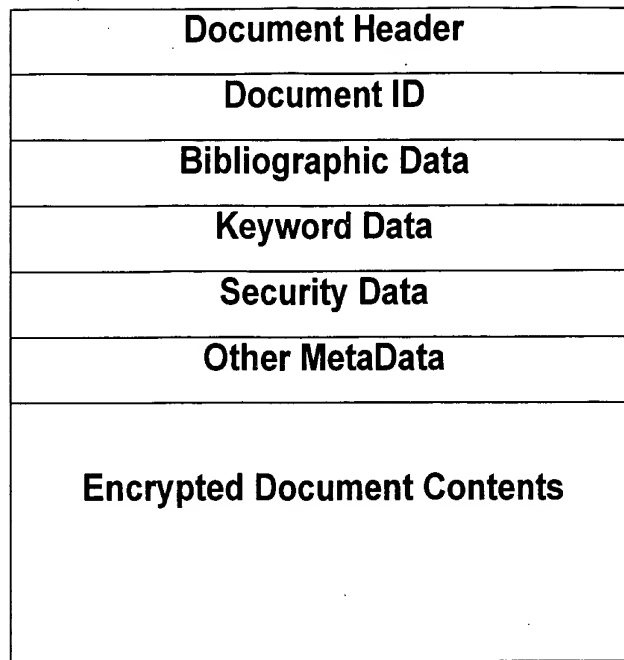 Document Header
Document ID
Bibliographic Data
Keyword Data
Security Data
Other MetaData
Encrypted Document Contents